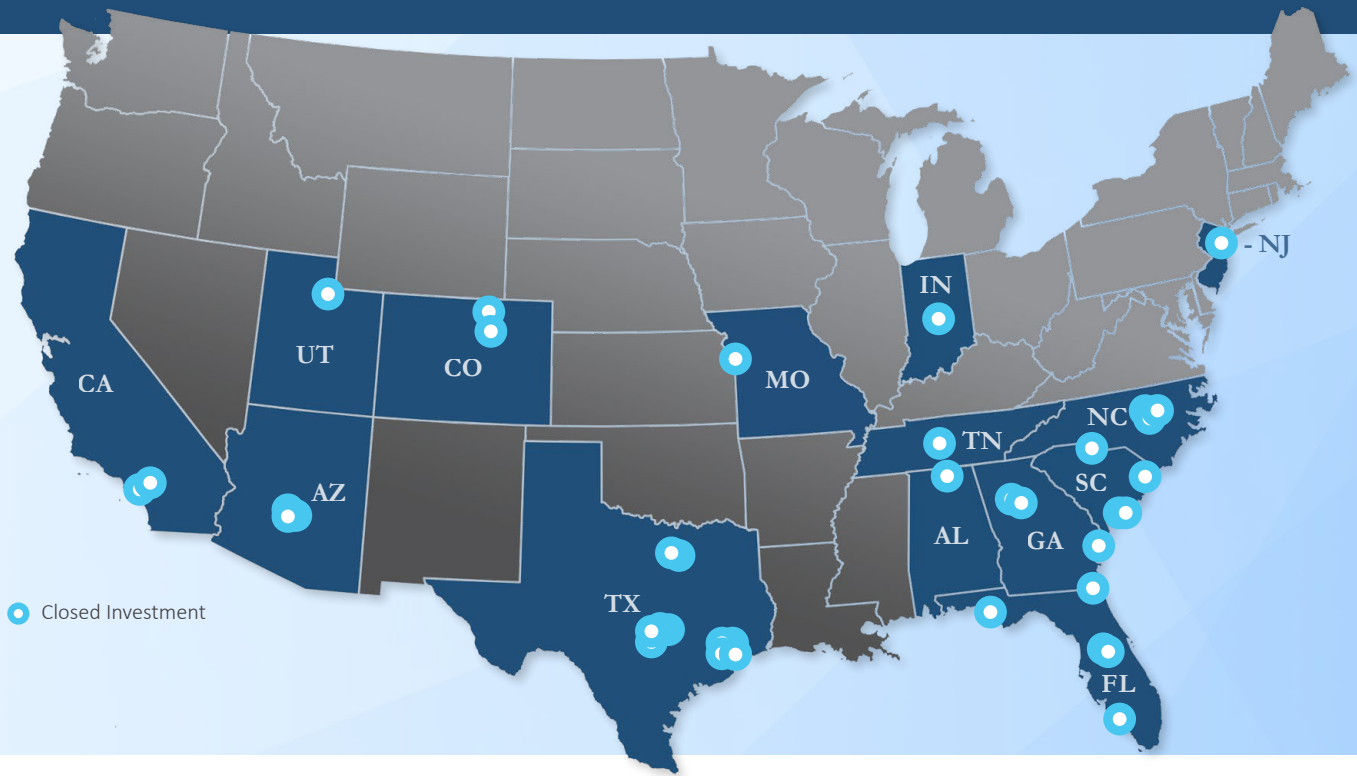 - NJ
IN
UT
CO
CA
MO
NC
TN
SC
AZ
AL
GA
TX
Closed Investment
FL